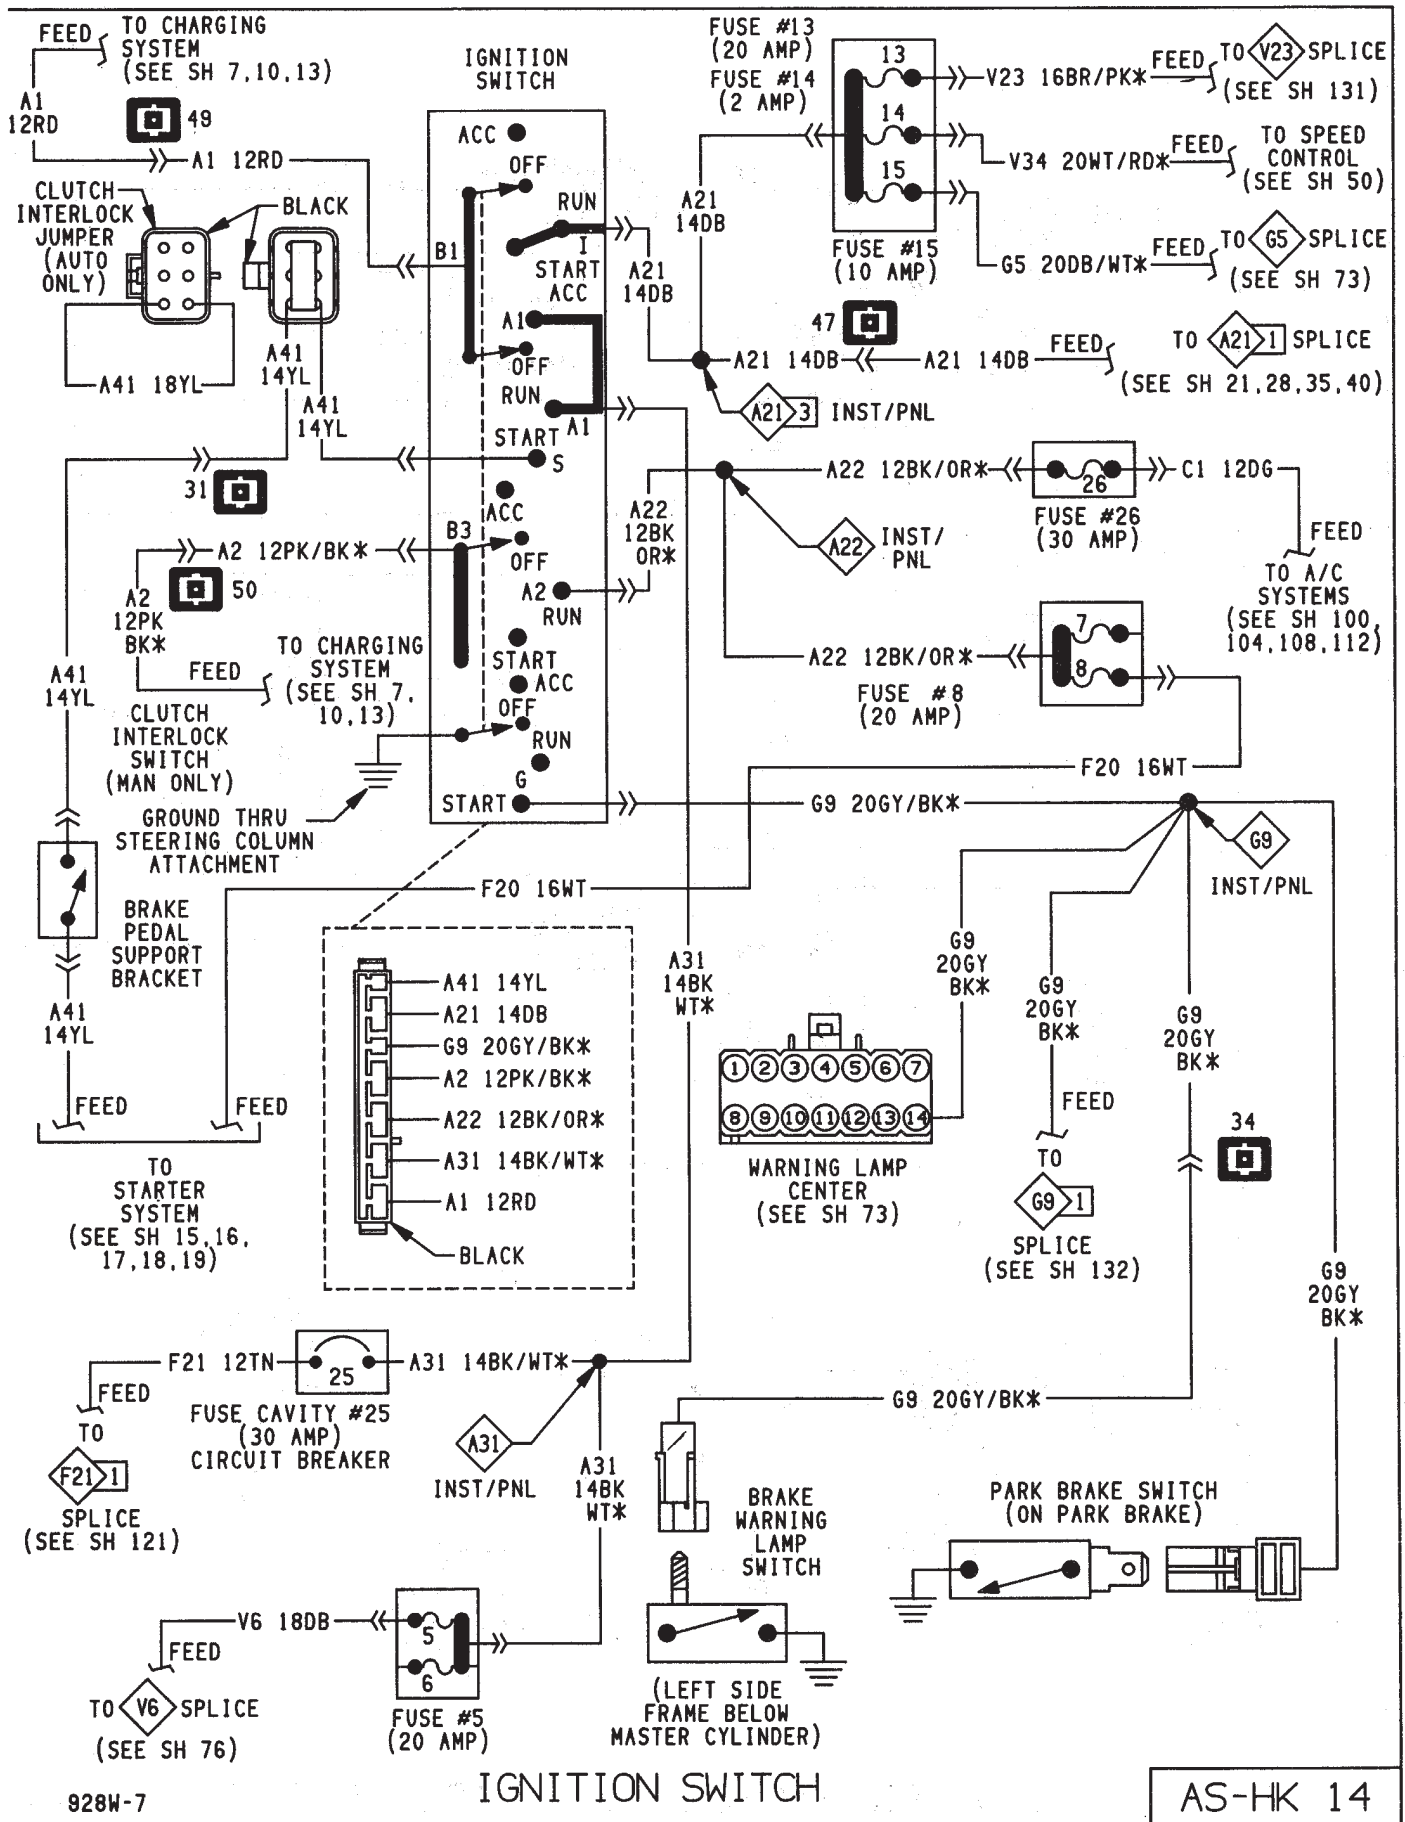 FEED
TO CHARGING
SYSTEM
(SEE SH 7,10,13)
A1
12RD
49
A1 12RD
IGNITION
SWITCH
CLUTCH
INTERLOCK
JUMPER
(AUTO
ONLY)
BLACK
A41 18YL
A41
14YL
A41
14YL
31
ACC
OFF
RUN
B1
I
START
ACC
A1
OFF
RUN
A1
START
S
ACC
B3
OFF
A2
RUN
START
ACC
OFF
RUN
G
START
A21
14DB
FUSE #13
(20 AMP)
FUSE #14
(2 AMP)
13
14
15
FUSE #15
(10 AMP)
A21
14DB
V23 16BR/PK*
FEED
TO V23 SPLICE
(SEE SH 131)
V34 20WT/RD*
FEED
TO SPEED
CONTROL
(SEE SH 50)
G5 20DB/WT*
FEED
TO G5 SPLICE
(SEE SH 73)
47
A21 14DB
A21 14DB
FEED
TO A21 1 SPLICE
(SEE SH 21,28,35,40)
A21 3 INST/PNL
A22 12BK/OR*
26
C1 12DG
FUSE #26
(30 AMP)
FEED
TO A/C
SYSTEMS
(SEE SH 100,
104,108,112)
A22
12BK
OR*
A22
INST/
PNL
A22 12BK/OR*
7
8
FUSE #8
(20 AMP)
A2 12PK/BK*
50
A2
12PK
BK*
FEED
TO CHARGING
SYSTEM
(SEE SH 7,
10,13)
A41
14YL
CLUTCH
INTERLOCK
SWITCH
(MAN ONLY)
GROUND THRU
STEERING COLUMN
ATTACHMENT
BRAKE
PEDAL
SUPPORT
BRACKET
A41
14YL
FEED
FEED
TO
STARTER
SYSTEM
(SEE SH 15,16,
17,18,19)
F20 16WT
F20 16WT
G9 20GY/BK*
G9
INST/PNL
A41 14YL
A21 14DB
G9 20GY/BK*
A2 12PK/BK*
A22 12BK/OR*
A31 14BK/WT*
A1 12RD
BLACK
A31
14BK
WT*
G9
20GY
BK*
G9
20GY
BK*
G9
20GY
BK*
1 2 3 4 5 6 7
8 9 10 11 12 13 14
WARNING LAMP
CENTER
(SEE SH 73)
FEED
TO
G9 1
SPLICE
(SEE SH 132)
34
G9
20GY
BK*
F21 12TN
25
A31 14BK/WT*
FEED
TO
F21 1
SPLICE
(SEE SH 121)
FUSE CAVITY #25
(30 AMP)
CIRCUIT BREAKER
A31
INST/PNL
A31
14BK
WT*
G9 20GY/BK*
BRAKE
WARNING
LAMP
SWITCH
(LEFT SIDE
FRAME BELOW
MASTER CYLINDER)
PARK BRAKE SWITCH
(ON PARK BRAKE)
V6 18DB
FEED
TO V6 SPLICE
(SEE SH 76)
5
6
FUSE #5
(20 AMP)
928W-7
IGNITION SWITCH
AS-HK 14